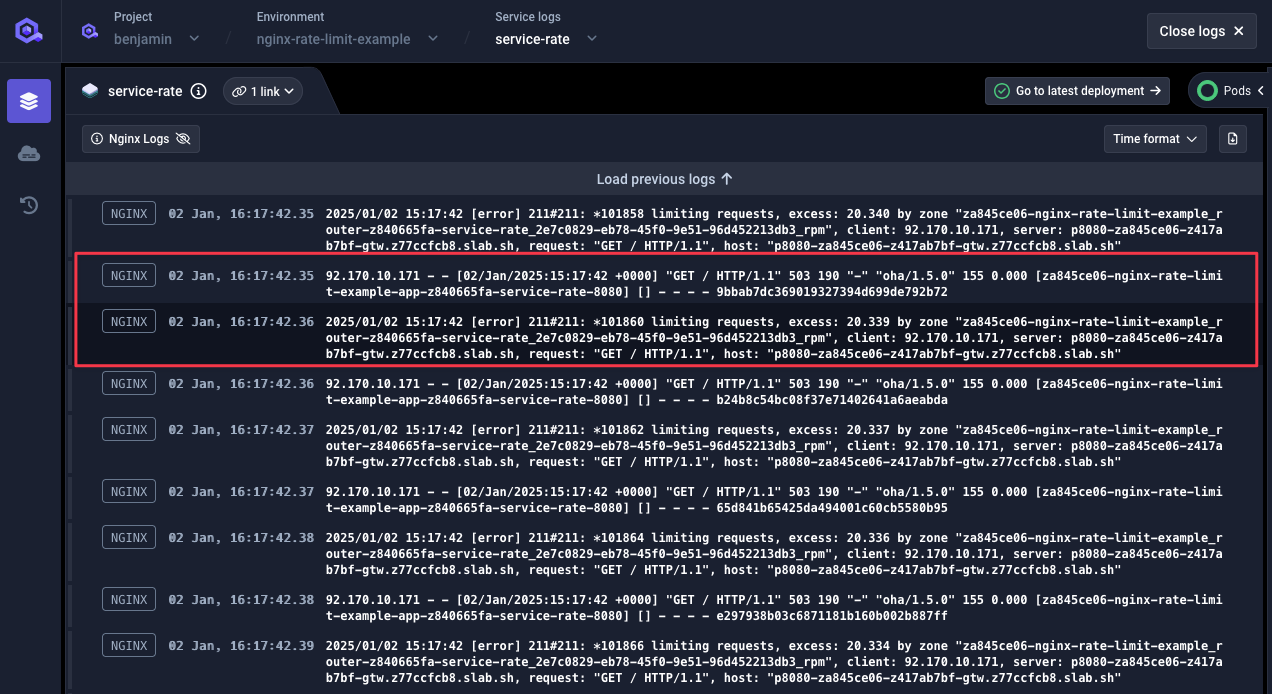 Project
Environment
Service logs
benjamin
nginx-rate-limit-example
service-rate
Close logs
service-rate
1 link
Go to latest deployment
Pods
Nginx Logs
Time format
Load previous logs
NGINX 02 Jan, 16:17:42.35 2025/01/02 15:17:42 [error] 211#211: *101858 limiting requests, excess: 20.340 by zone "za845ce06-nginx-rate-limit-example_r
outer-z840665fa-service-rate_2e7c0829-eb78-45f0-9e51-96d452213db3_rpm", client: 92.170.10.171, server: p8080-za845ce06-z417a
b7bf-gtw.z77ccfcb8.slab.sh, request: "GET / HTTP/1.1", host: "p8080-za845ce06-z417ab7bf-gtw.z77ccfcb8.slab.sh"
NGINX 02 Jan, 16:17:42.35 92.170.10.171 - - [02/Jan/2025:15:17:42 +0000] "GET / HTTP/1.1" 503 190 "-" "oha/1.5.0" 155 0.000 [za845ce06-nginx-rate-limi
t-example-app-z840665fa-service-rate-8080] [] - - - - 9bbab7dc369019327394d699de792b72
NGINX 02 Jan, 16:17:42.36 2025/01/02 15:17:42 [error] 211#211: *101860 limiting requests, excess: 20.339 by zone "za845ce06-nginx-rate-limit-example_r
outer-z840665fa-service-rate_2e7c0829-eb78-45f0-9e51-96d452213db3_rpm", client: 92.170.10.171, server: p8080-za845ce06-z417a
b7bf-gtw.z77ccfcb8.slab.sh, request: "GET / HTTP/1.1", host: "p8080-za845ce06-z417ab7bf-gtw.z77ccfcb8.slab.sh"
NGINX 02 Jan, 16:17:42.36 92.170.10.171 - - [02/Jan/2025:15:17:42 +0000] "GET / HTTP/1.1" 503 190 "-" "oha/1.5.0" 155 0.000 [za845ce06-nginx-rate-limi
t-example-app-z840665fa-service-rate-8080] [] - - - - b24b8c54bc08f37e71402641a6aeabda
NGINX 02 Jan, 16:17:42.37 2025/01/02 15:17:42 [error] 211#211: *101862 limiting requests, excess: 20.337 by zone "za845ce06-nginx-rate-limit-example_r
outer-z840665fa-service-rate_2e7c0829-eb78-45f0-9e51-96d452213db3_rpm", client: 92.170.10.171, server: p8080-za845ce06-z417a
b7bf-gtw.z77ccfcb8.slab.sh, request: "GET / HTTP/1.1", host: "p8080-za845ce06-z417ab7bf-gtw.z77ccfcb8.slab.sh"
NGINX 02 Jan, 16:17:42.37 92.170.10.171 - - [02/Jan/2025:15:17:42 +0000] "GET / HTTP/1.1" 503 190 "-" "oha/1.5.0" 155 0.000 [za845ce06-nginx-rate-limi
t-example-app-z840665fa-service-rate-8080] [] - - - - 65d841b65425da494001c60cb5580b95
NGINX 02 Jan, 16:17:42.38 2025/01/02 15:17:42 [error] 211#211: *101864 limiting requests, excess: 20.336 by zone "za845ce06-nginx-rate-limit-example_r
outer-z840665fa-service-rate_2e7c0829-eb78-45f0-9e51-96d452213db3_rpm", client: 92.170.10.171, server: p8080-za845ce06-z417a
b7bf-gtw.z77ccfcb8.slab.sh, request: "GET / HTTP/1.1", host: "p8080-za845ce06-z417ab7bf-gtw.z77ccfcb8.slab.sh"
NGINX 02 Jan, 16:17:42.38 92.170.10.171 - - [02/Jan/2025:15:17:42 +0000] "GET / HTTP/1.1" 503 190 "-" "oha/1.5.0" 155 0.000 [za845ce06-nginx-rate-limi
t-example-app-z840665fa-service-rate-8080] [] - - - - e297938b03c6871181b160b002b887ff
NGINX 02 Jan, 16:17:42.39 2025/01/02 15:17:42 [error] 211#211: *101866 limiting requests, excess: 20.334 by zone "za845ce06-nginx-rate-limit-example_r
outer-z840665fa-service-rate_2e7c0829-eb78-45f0-9e51-96d452213db3_rpm", client: 92.170.10.171, server: p8080-za845ce06-z417a
b7bf-gtw.z77ccfcb8.slab.sh, request: "GET / HTTP/1.1", host: "p8080-za845ce06-z417ab7bf-gtw.z77ccfcb8.slab.sh"